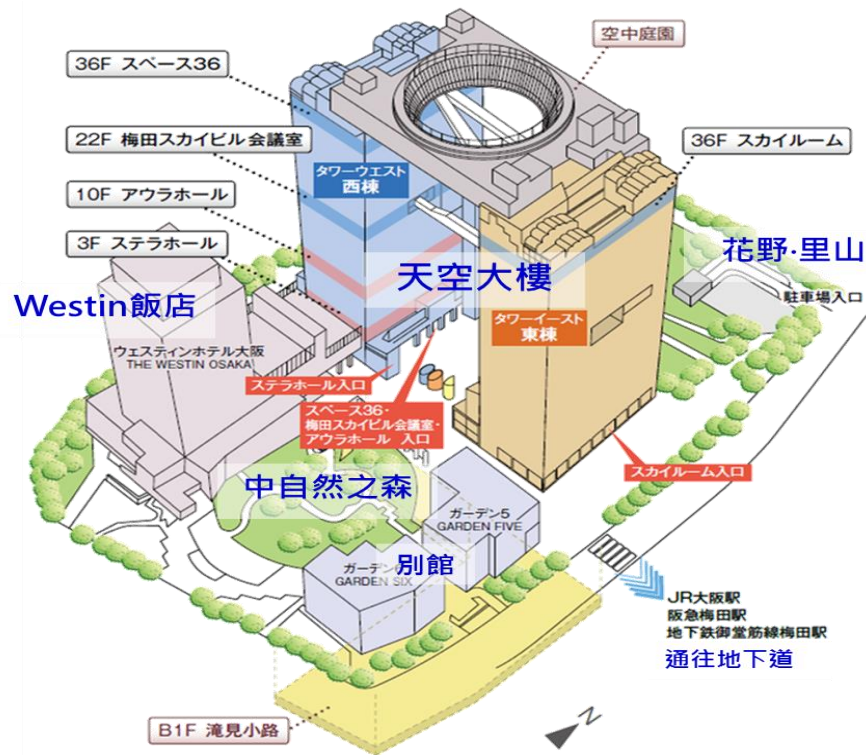 空中庭園
36F スペース36
22F 梅田スカイビル会議室
36F スカイルーム
タワーウエスト
西棟
10F アウラホール
3F ステラホール
花野·里山
天空大樓
駐車場入口
Westin飯店
タワーイースト
東棟
ウェスティンホテル大阪
THE WESTIN OSAKA
ステラホール入口
スペース36・
梅田スカイビル会議室・
アウラホール 入口
スカイルーム入口
中自然之森
ガーデン5
GARDEN FIVE
別館
ガーデン
GARDEN SIX
JR大阪駅
阪急梅田駅
地下鉄御堂筋線梅田駅
通往地下道
B1F 滝見小路
N